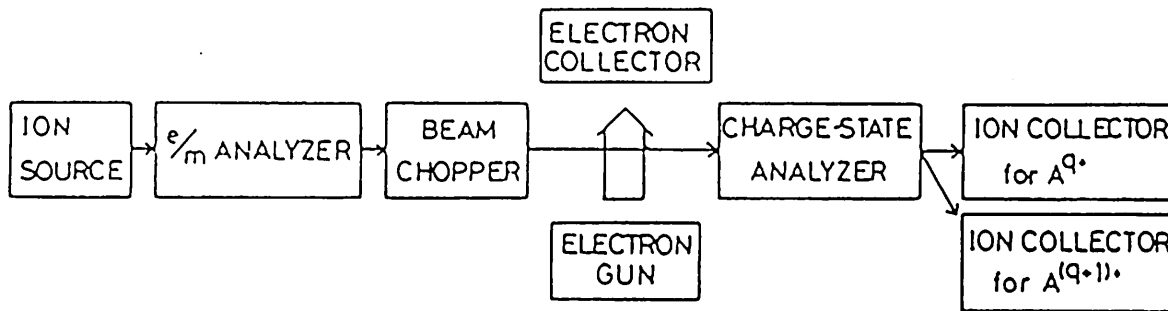 ELECTRON
COLLECTOR
ION
SOURCE
e/m ANALYZER
BEAM
CHOPPER
CHARGE-STATE
ANALYZER
ION COLLECTOR
for A^{q+}
ELECTRON
GUN
ION COLLECTOR
for A^{(q+1)+}